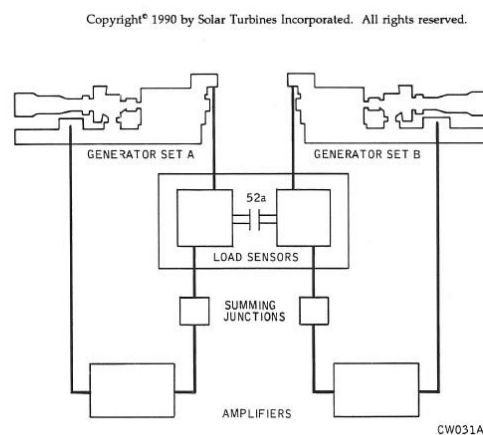 Copyright© 1990 by Solar Turbines Incorporated. All rights reserved.
GENERATOR SET A
GENERATOR SET B
52a
LOAD SENSORS
SUMMING
JUNCTIONS
AMPLIFIERS
CW031A